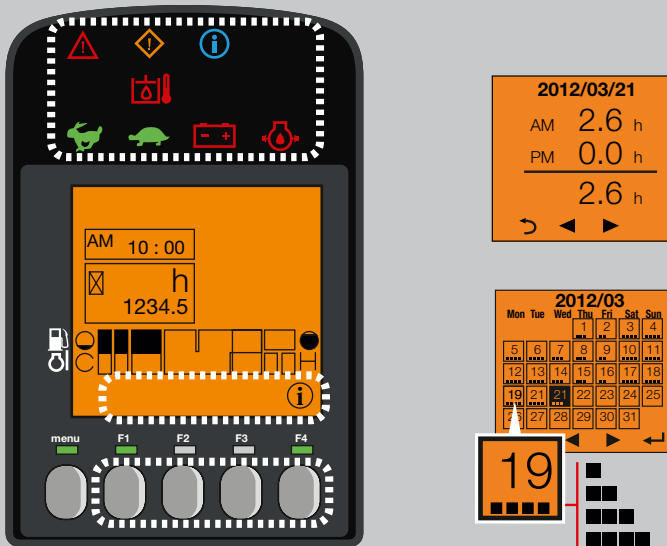 AM 10 : 00
h
1234.5
C H
i
menu F1 F2 F3 F4
2012/03/21
AM 2.6 h
PM 0.0 h
2.6 h
2012/03
Mon Tue Wed Thu Fri Sat Sun
1 2 3 4
5 6 7 8 9 10 11
12 13 14 15 16 17 18
19 21 21 22 23 24 25
27 28 29 30 31
19